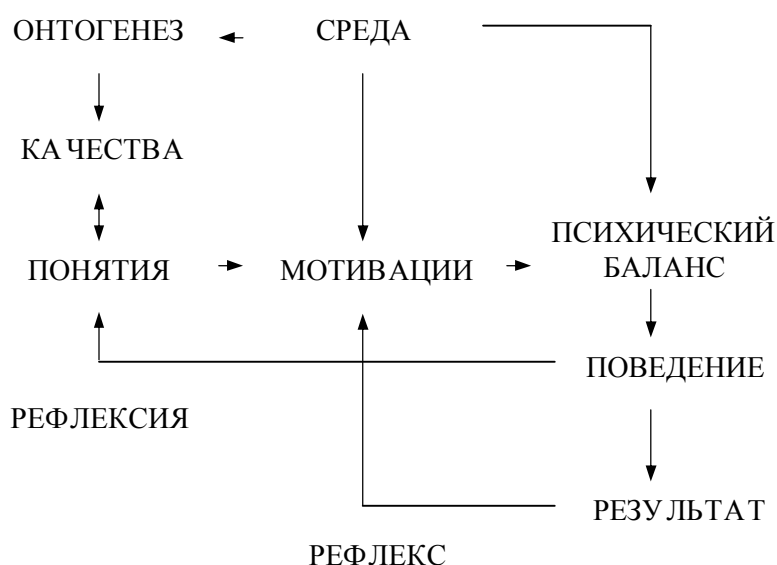 ОНТОГЕНЕЗ
СРЕДА
КАЧЕСТВА
ПСИХИЧЕСКИЙ
БАЛАНС
ПОНЯТИЯ
МОТИВАЦИИ
ПОВЕДЕНИЕ
РЕФЛЕКСИЯ
РЕЗУЛЬТАТ
РЕФЛЕКС